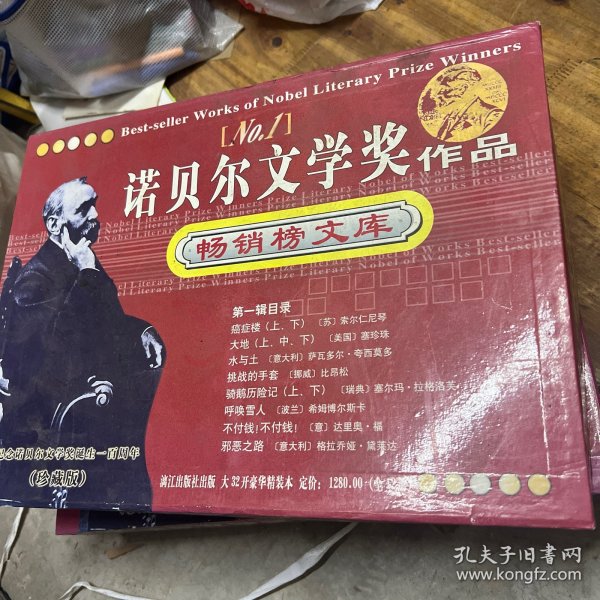 Best-seller Works of Nobel Literary Prize Winners
[No.1]
诺贝尔文学奖作品
畅销榜文库
第一辑目录
癌症楼(上、下)〔苏〕索尔仁尼琴
大地(上、中、下)〔美国〕赛珍珠
水与土〔意大利〕萨瓦多尔·夸西莫多
挑战的手套〔挪威〕比昂松
骑鹅历险记(上、下)〔瑞典〕塞尔玛·拉格洛芙
呼唤雪人〔波兰〕希姆博尔斯卡
不付钱!不付钱!〔意〕达里奥·福
邪恶之路〔意大利〕格拉乔娅·黛莱达
纪念诺贝尔文学奖诞生一百周年
(珍藏版)
漓江出版社出版 大32开豪华精装本 定价:1280.00
孔夫子旧书网
www.kongfz.com